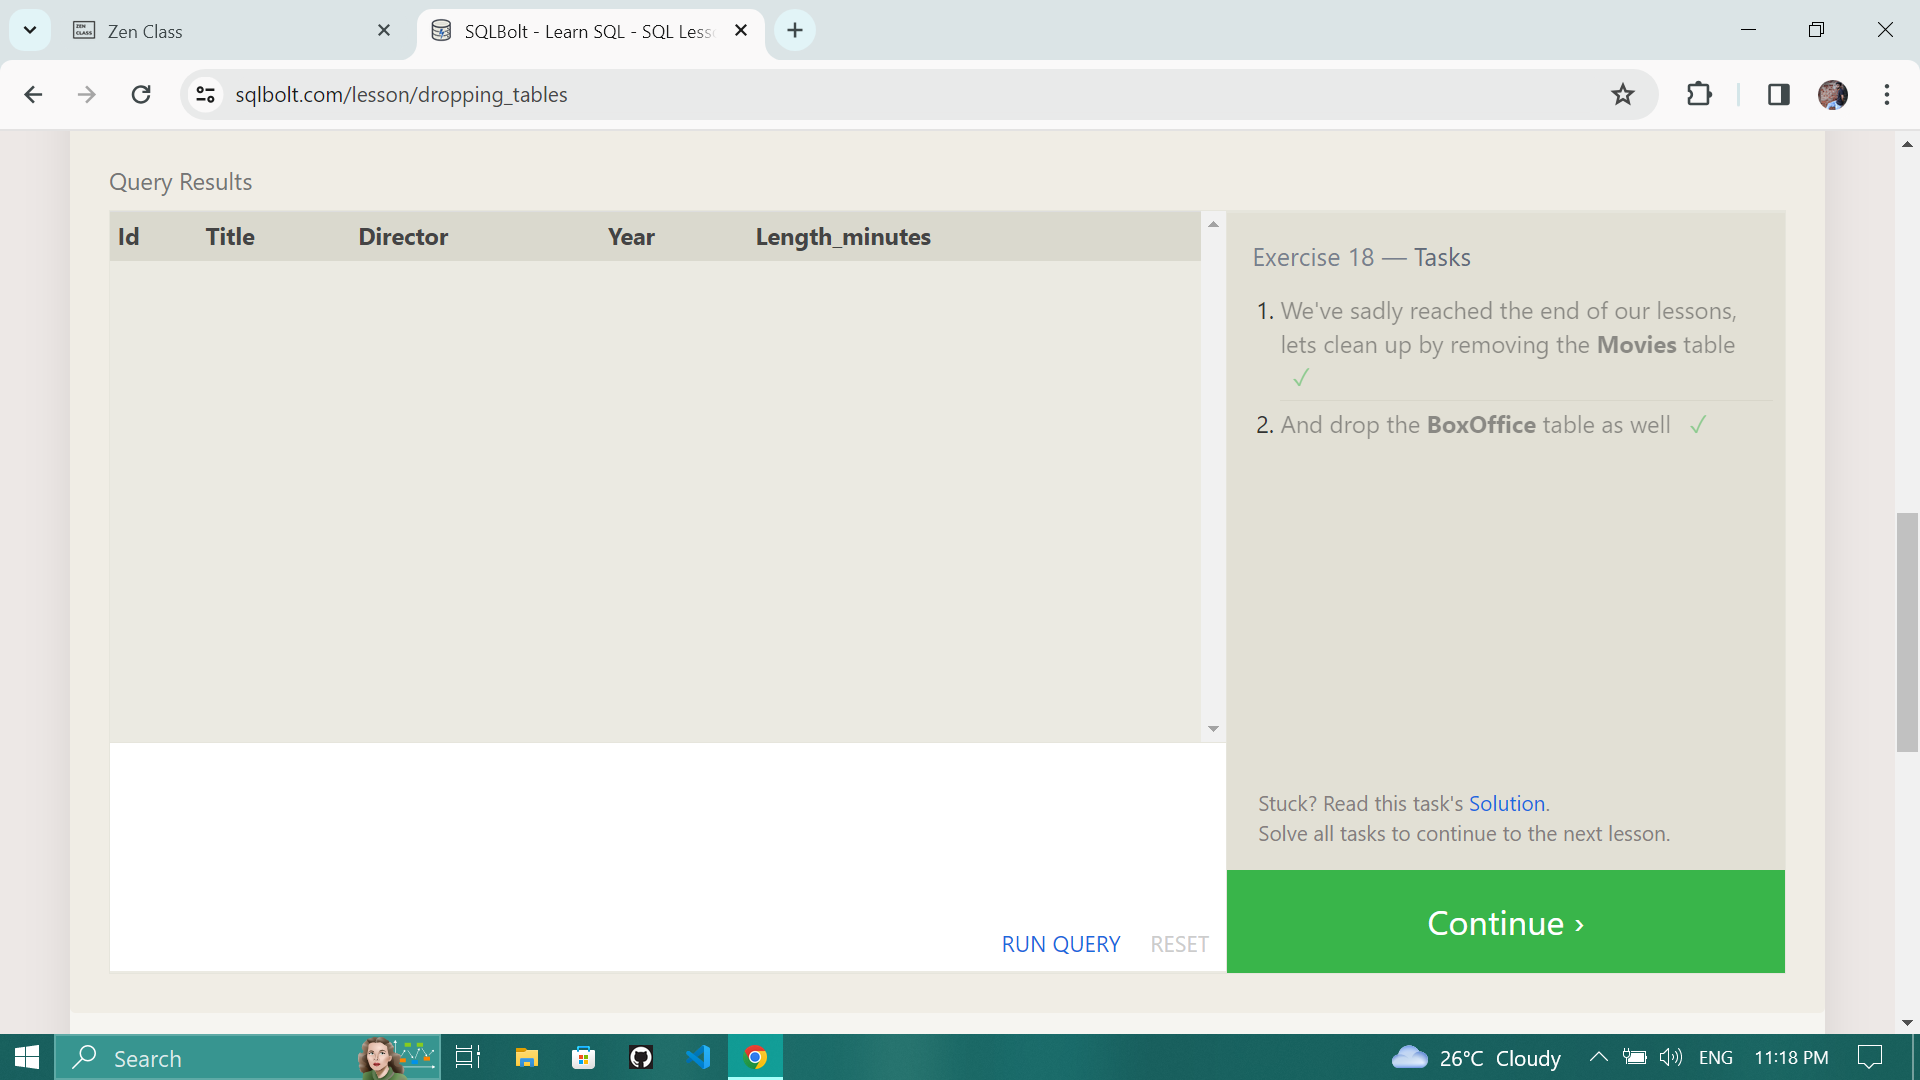 Zen Class
SQLBolt - Learn SQL - SQL Less
sqlbolt.com/lesson/dropping_tables
Query Results
Id Title Director Year Length_minutes
Exercise 18 — Tasks
1. We've sadly reached the end of our lessons,
lets clean up by removing the Movies table
✓
2. And drop the BoxOffice table as well ✓
Stuck? Read this task's Solution.
Solve all tasks to continue to the next lesson.
RUN QUERY RESET
Continue ›
Search
26°C Cloudy
ENG
11:18 PM